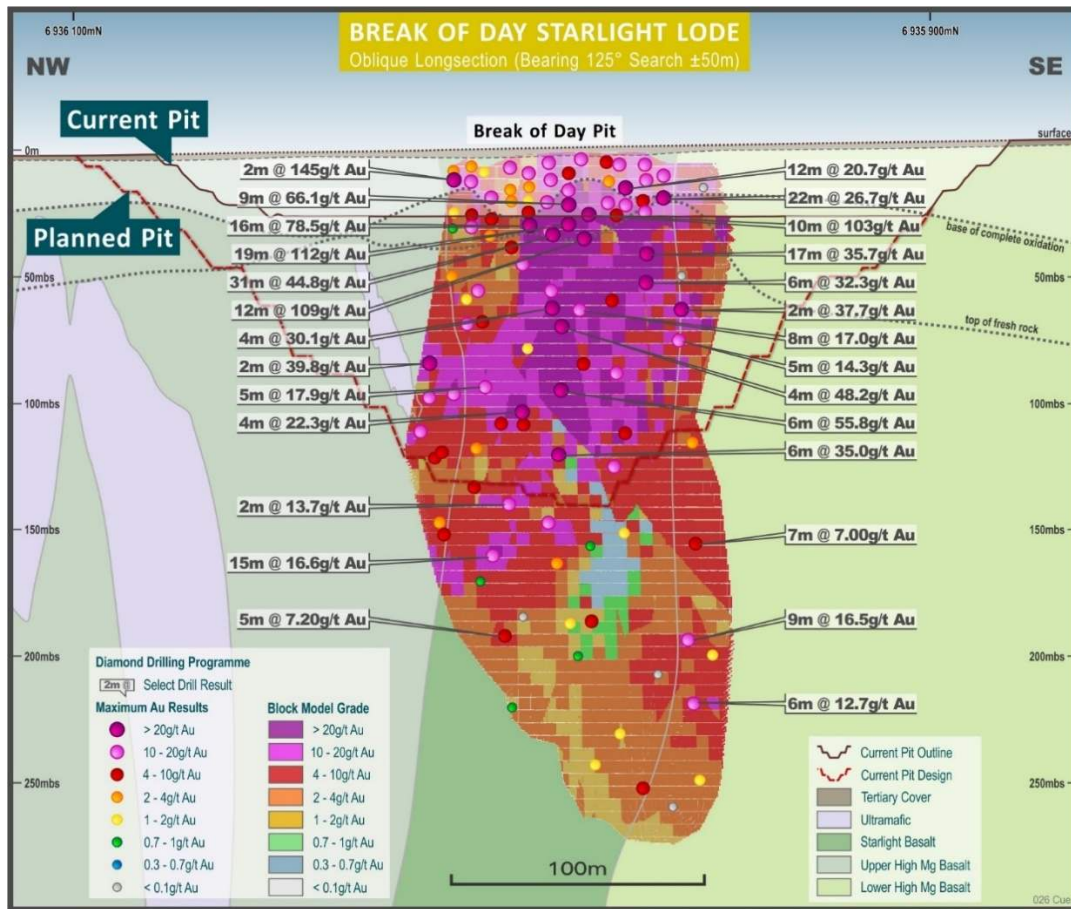 6 936 100mN
BREAK OF DAY STARLIGHT LODE
Oblique Longsection (Bearing 125° Search ±50m)
6 935 900mN
NW
SE
Current Pit
Break of Day Pit
surface
0m
Planned Pit
2m @ 145g/t Au
9m @ 66.1g/t Au
16m @ 78.5g/t Au
19m @ 112g/t Au
31m @ 44.8g/t Au
12m @ 109g/t Au
4m @ 30.1g/t Au
2m @ 39.8g/t Au
5m @ 17.9g/t Au
4m @ 22.3g/t Au
2m @ 13.7g/t Au
15m @ 16.6g/t Au
5m @ 7.20g/t Au
12m @ 20.7g/t Au
22m @ 26.7g/t Au
10m @ 103g/t Au
17m @ 35.7g/t Au
6m @ 32.3g/t Au
2m @ 37.7g/t Au
8m @ 17.0g/t Au
5m @ 14.3g/t Au
4m @ 48.2g/t Au
6m @ 55.8g/t Au
6m @ 35.0g/t Au
7m @ 7.00g/t Au
9m @ 16.5g/t Au
6m @ 12.7g/t Au
base of complete oxidation
top of fresh rock
50mbs
100mbs
150mbs
200mbs
250mbs
0m
50mbs
100mbs
150mbs
200mbs
250mbs
Diamond Drilling Programme
2m @ Select Drill Result
Maximum Au Results
> 20g/t Au
10 - 20g/t Au
4 - 10g/t Au
2 - 4g/t Au
1 - 2g/t Au
0.7 - 1g/t Au
0.3 - 0.7g/t Au
< 0.1g/t Au
Block Model Grade
> 20g/t Au
10 - 20g/t Au
4 - 10g/t Au
2 - 4g/t Au
1 - 2g/t Au
0.7 - 1g/t Au
0.3 - 0.7g/t Au
< 0.1g/t Au
100m
Current Pit Outline
Current Pit Design
Tertiary Cover
Ultramafic
Starlight Basalt
Upper High Mg Basalt
Lower High Mg Basalt
026 Cue